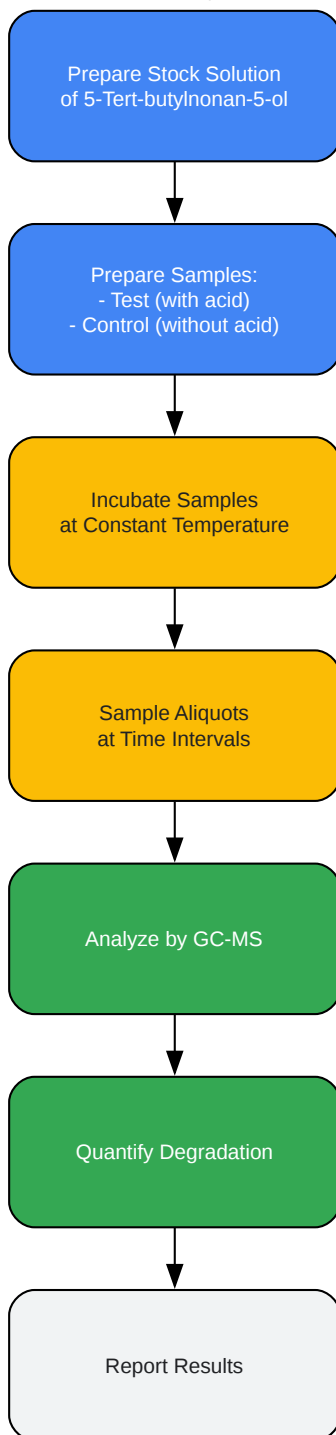 Prepare Stock Solution
of 5-Tert-butylnonan-5-ol
Prepare Samples:
- Test (with acid)
- Control (without acid)
Incubate Samples
at Constant Temperature
Sample Aliquots
at Time Intervals
Analyze by GC-MS
Quantify Degradation
Report Results